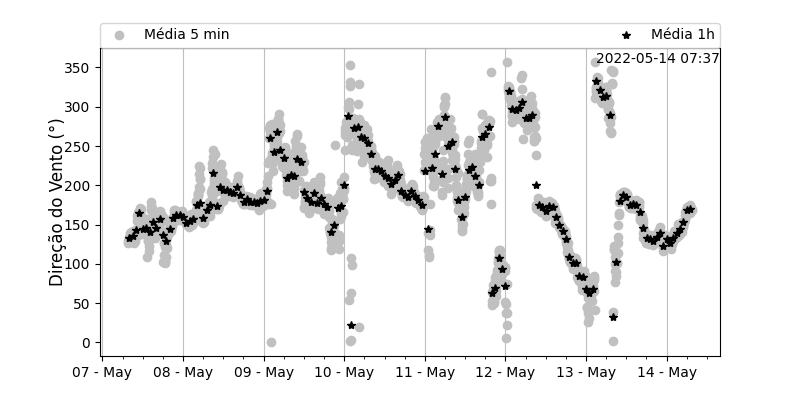 Média 5 min
Média 1h
2022-05-14 07:37
Direção do Vento (°)
350
300
250
200
150
100
50
0
07 - May
08 - May
09 - May
10 - May
11 - May
12 - May
13 - May
14 - May